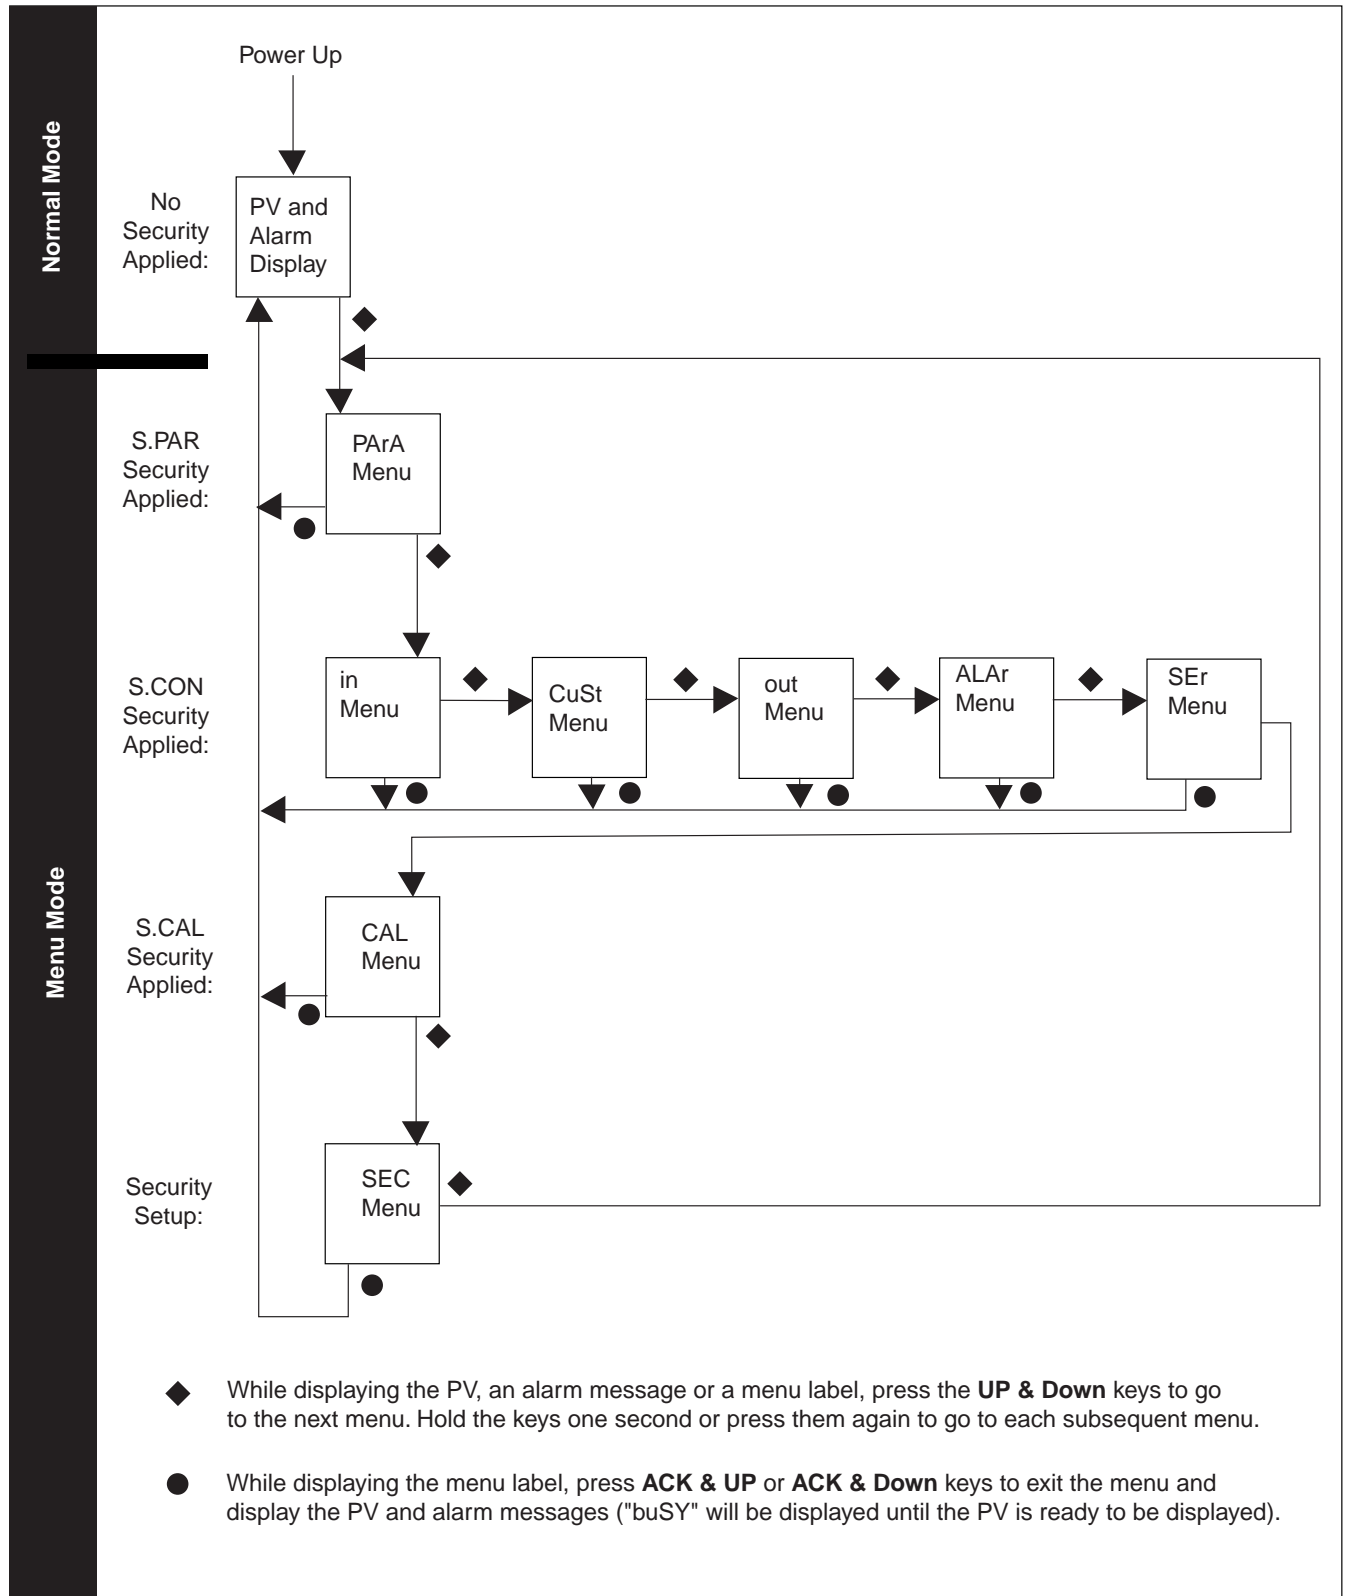 Power Up
Normal Mode
No
Security
Applied:
PV and
Alarm
Display
S.PAR
Security
Applied:
PArA
Menu
S.CON
Security
Applied:
in
Menu
CuSt
Menu
out
Menu
ALAr
Menu
SEr
Menu
Menu Mode
S.CAL
Security
Applied:
CAL
Menu
Security
Setup:
SEC
Menu
While displaying the PV, an alarm message or a menu label, press the UP & Down keys to go
to the next menu. Hold the keys one second or press them again to go to each subsequent menu.
While displaying the menu label, press ACK & UP or ACK & Down keys to exit the menu and
display the PV and alarm messages ("buSY" will be displayed until the PV is ready to be displayed).